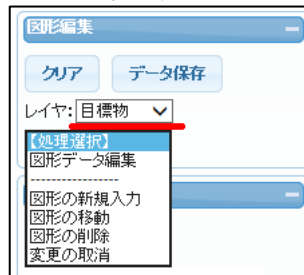 図形編集
クリア データ保存
レイヤ: 目標物
【処理選択】
図形データ編集
----------------
図形の新規入力
図形の移動
図形の削除
変更の取消